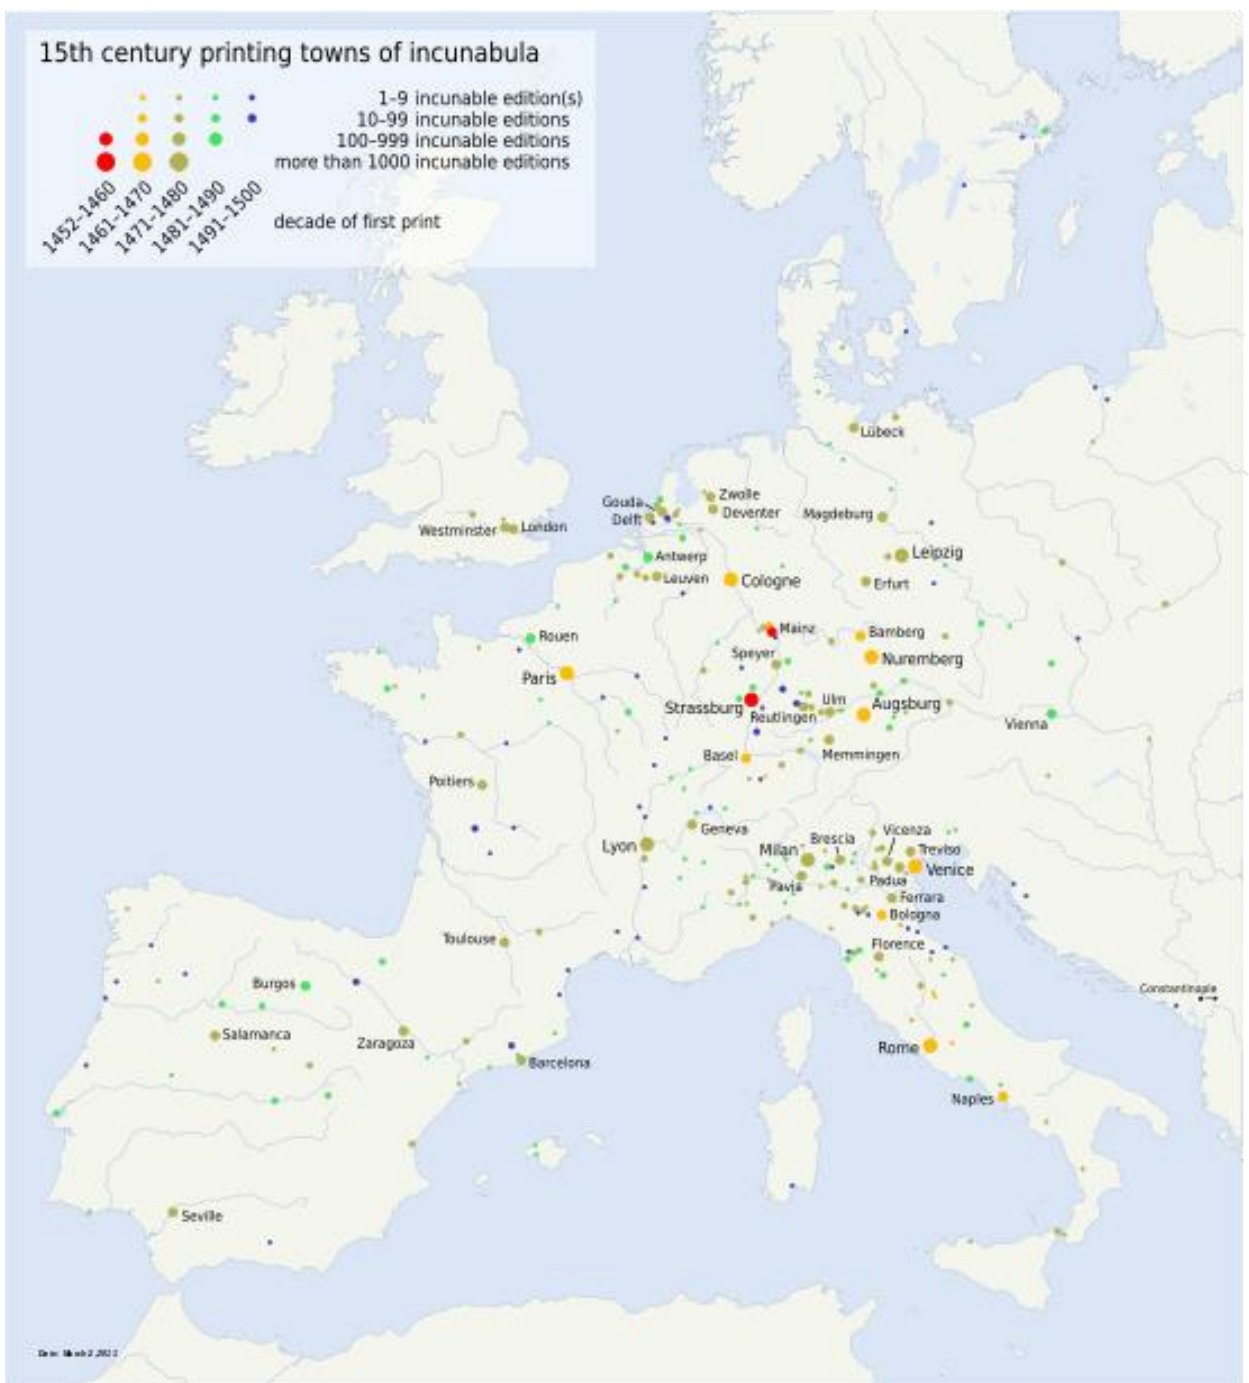 15th century printing towns of incunabula
1–9 incunable edition(s)
10–99 incunable editions
100–999 incunable editions
more than 1000 incunable editions
1452–1460
1461–1470
1471–1480
1481–1490
1491–1500
decade of first print
Lübeck
Gouda
Zwolle
Delft
Deventer
Magdeburg
Westminster
London
Antwerp
Leipzig
Leuven
Cologne
Erfurt
Rouen
Mainz
Bamberg
Speyer
Nuremberg
Paris
Strassburg
Ulm
Augsburg
Reutlingen
Vienna
Basel
Memmingen
Poitiers
Geneva
Brescia
Vicenza
Lyon
Milan
Treviso
Venice
Pavia
Padua
Ferrara
Bologna
Toulouse
Florence
Burgos
Constantinople
Salamanca
Zaragoza
Rome
Barcelona
Naples
Seville